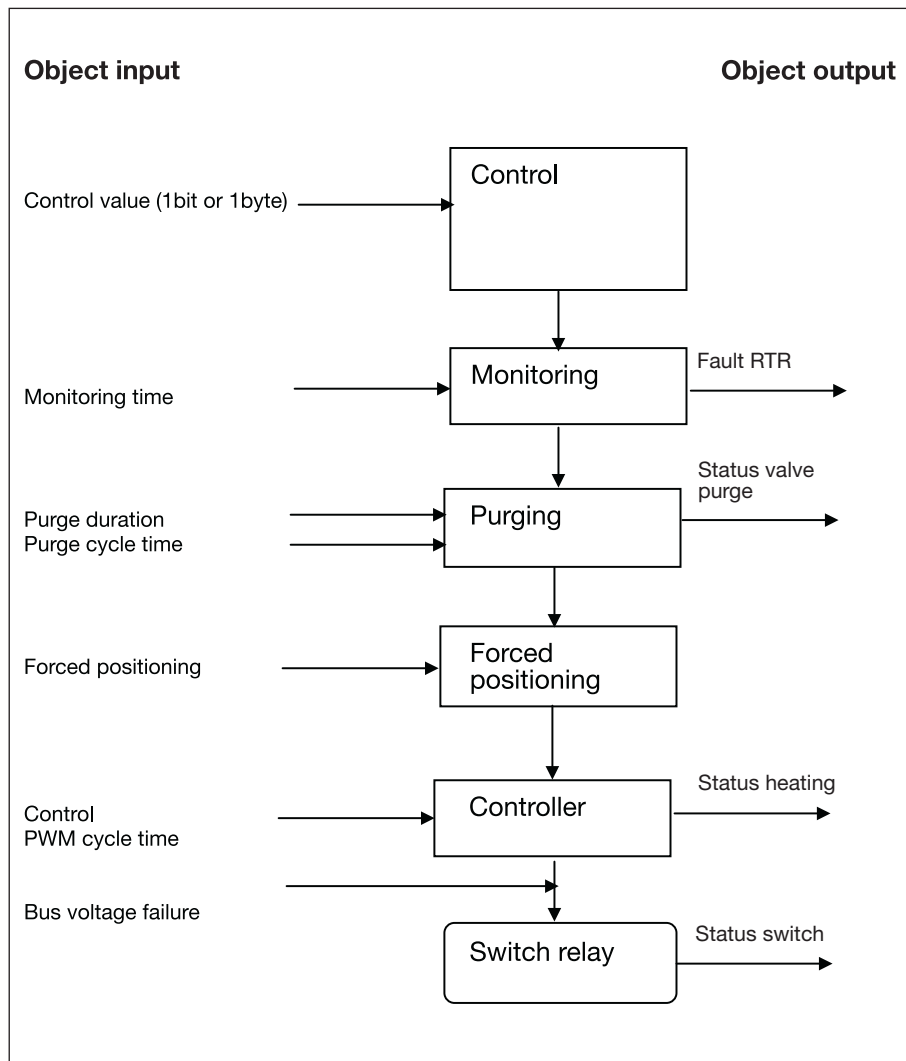 Object input
Object output
Control
Control value (1bit or 1byte)
Monitoring
Fault RTR
Monitoring time
Status valve
purge
Purging
Purge duration
Purge cycle time
Forced
positioning
Forced positioning
Status heating
Controller
Control
PWM cycle time
Bus voltage failure
Status switch
Switch relay